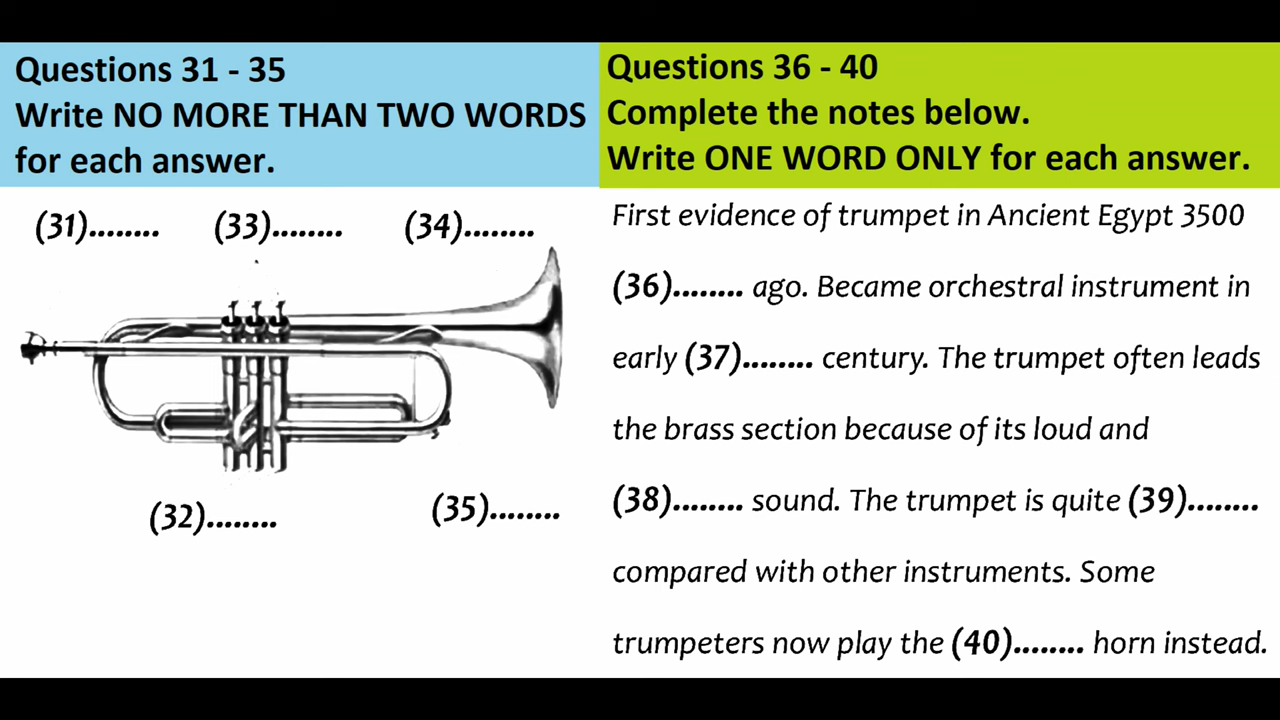 Questions 31 - 35
Write NO MORE THAN TWO WORDS
for each answer.
(31)........
(33)........
(34)........
(32)........
(35)........
Questions 36 - 40
Complete the notes below.
Write ONE WORD ONLY for each answer.
First evidence of trumpet in Ancient Egypt 3500
(36)........ ago. Became orchestral instrument in
early (37)........ century. The trumpet often leads
the brass section because of its loud and
(38)........ sound. The trumpet is quite (39)........
compared with other instruments. Some
trumpeters now play the (40)........ horn instead.